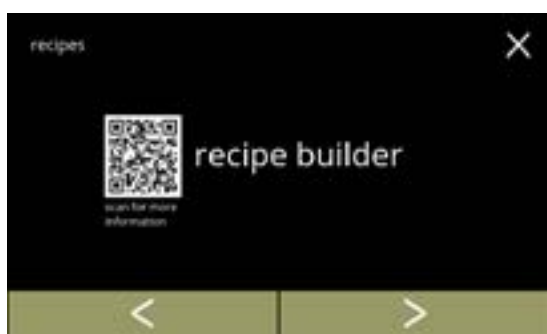 recipes
recipe builder
scan for more
information